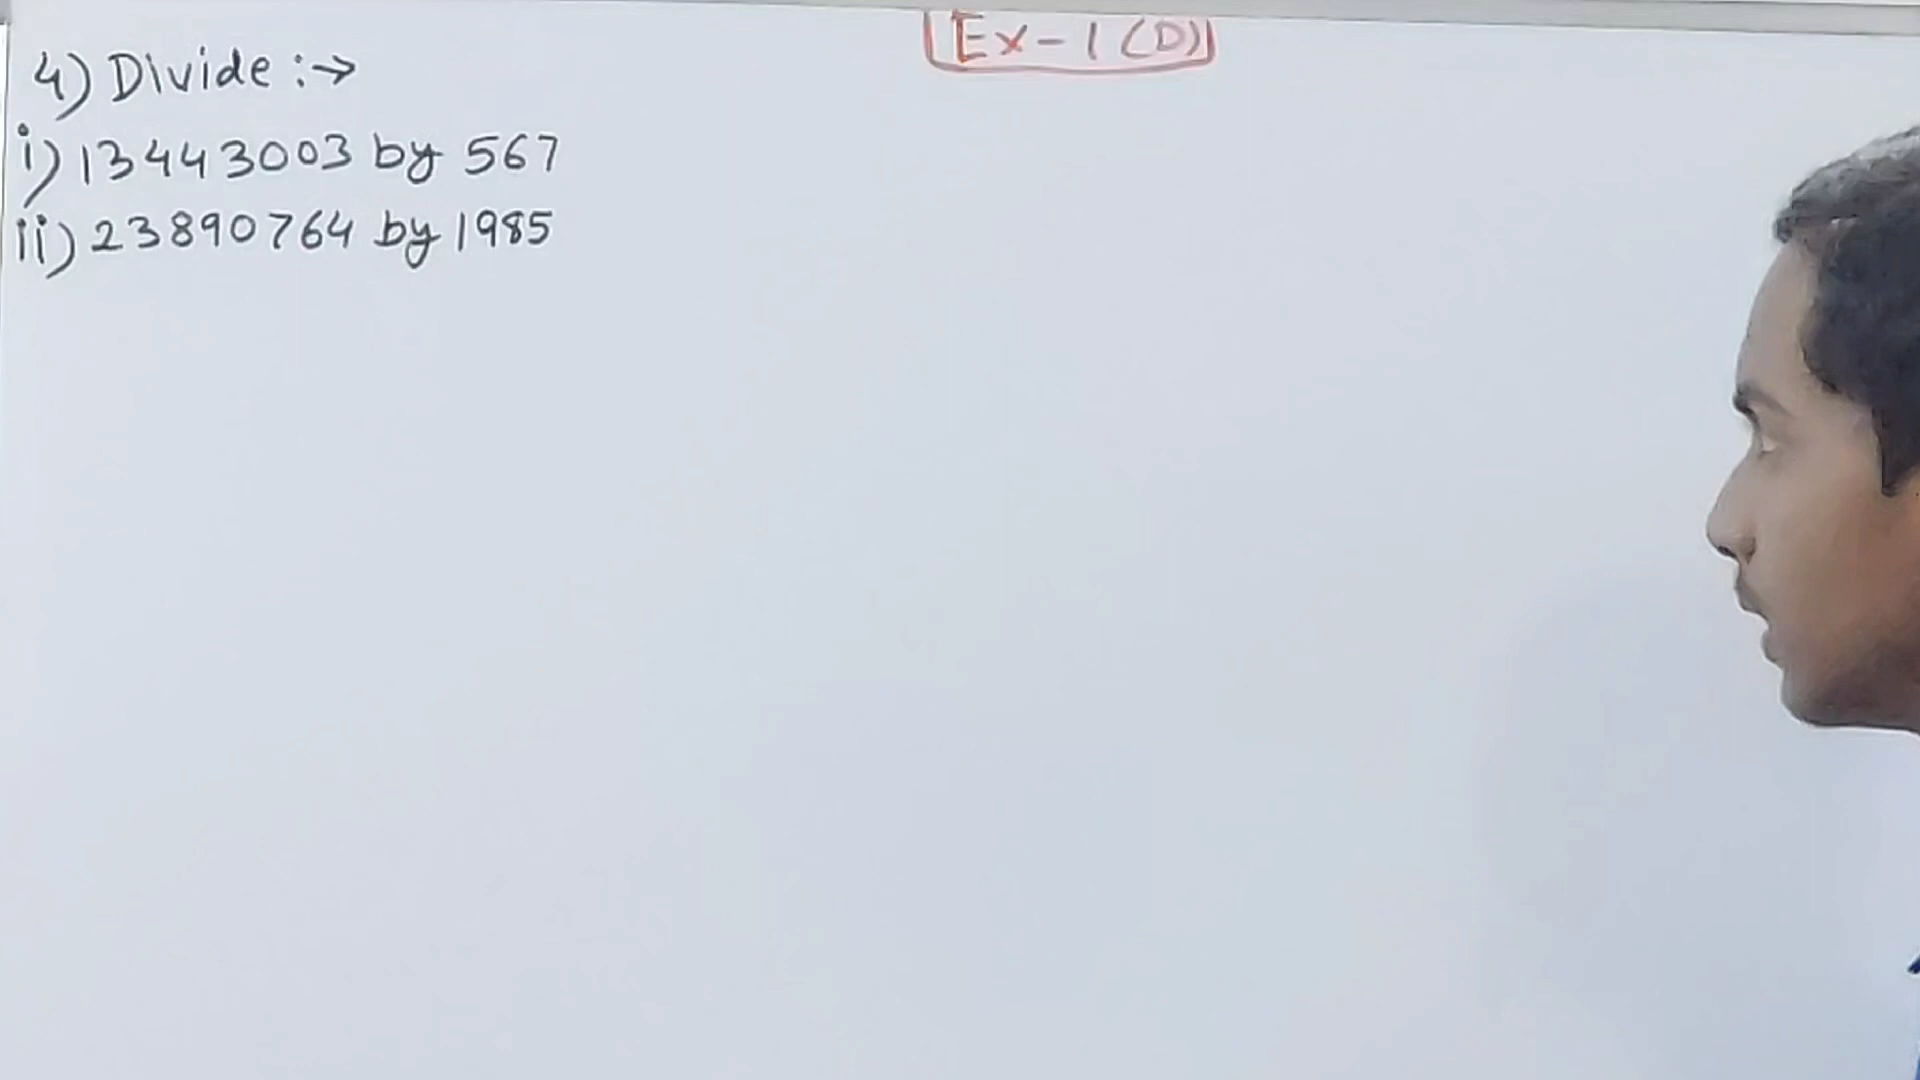 Ex-1(D)
4) Divide :→
i) 13443003 by 567
ii) 23890764 by 1985